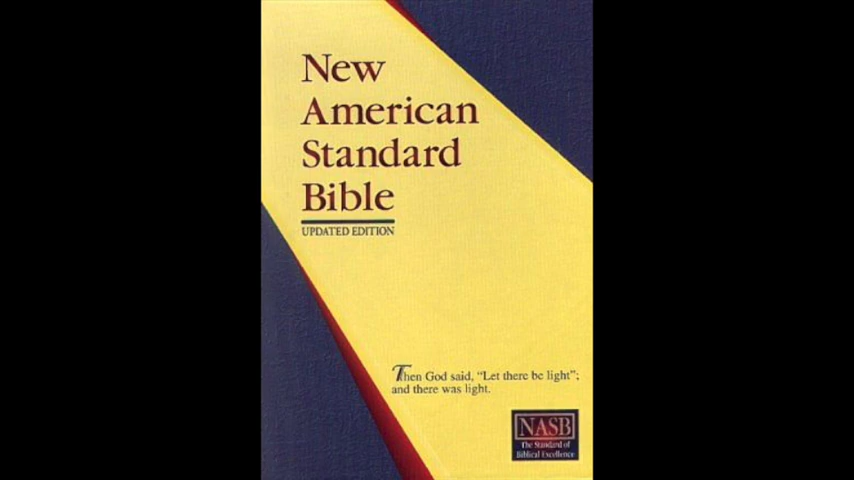 New
American
Standard
Bible
UPDATED EDITION
Then God said, “Let there be light”;
and there was light.
NASB
The Standard of
Biblical Excellence